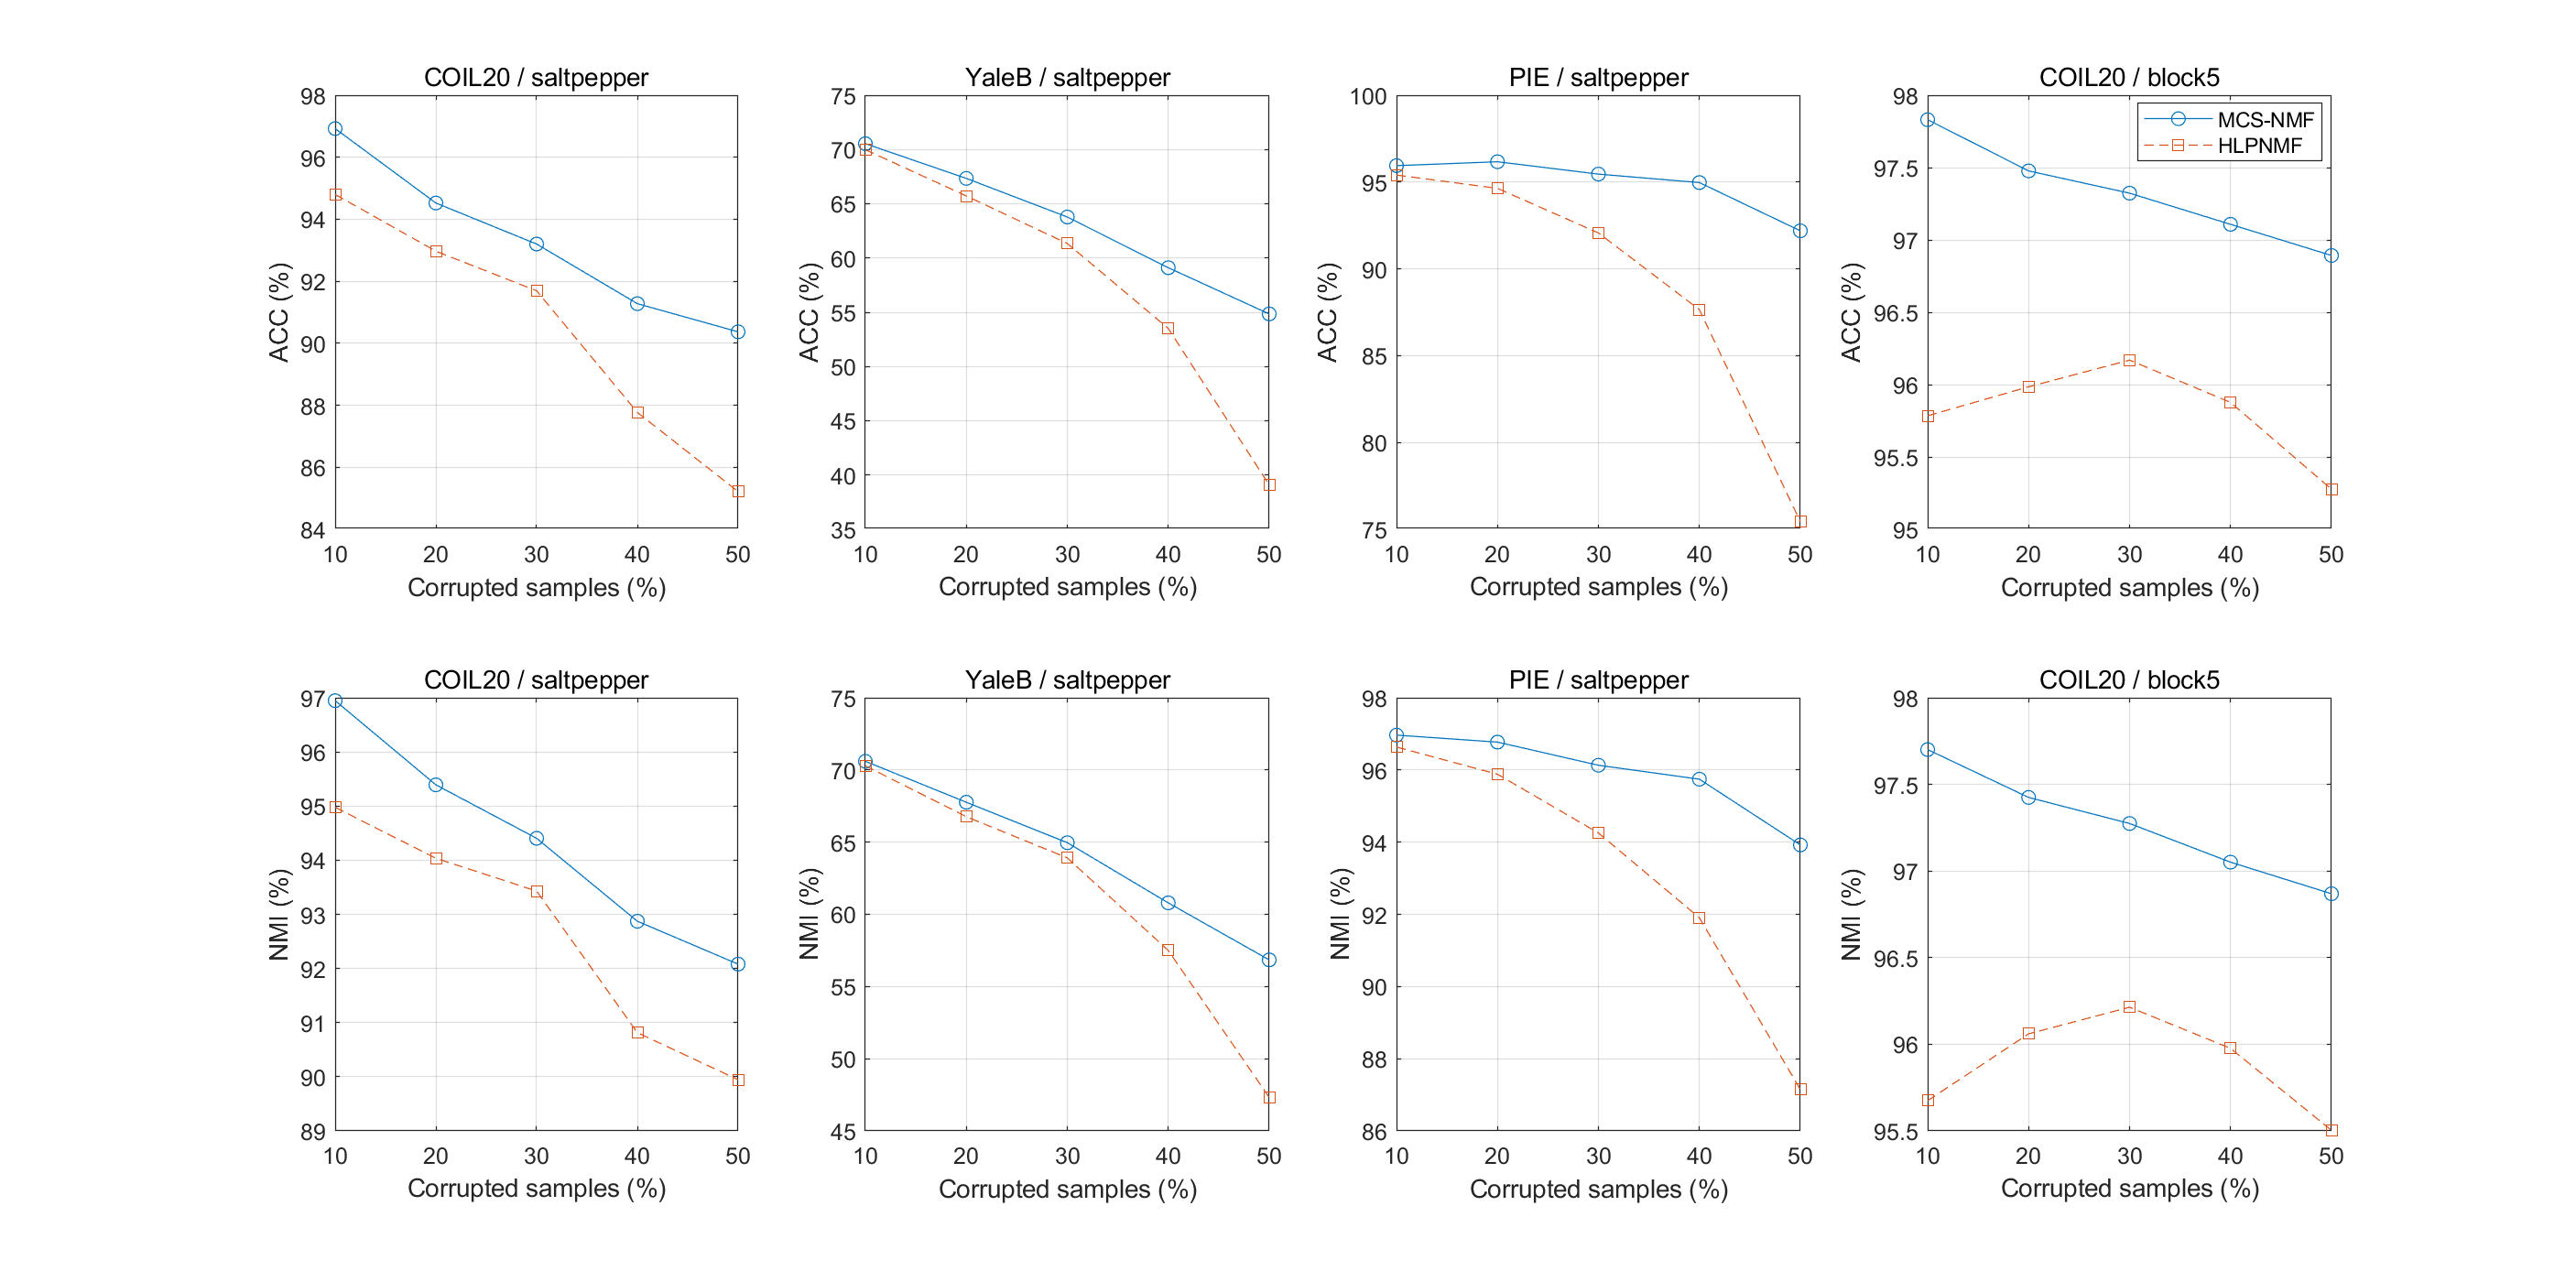 COIL20 / saltpepper
98
96
94
92
90
88
86
84
ACC (%)
10 20 30 40 50
Corrupted samples (%)
YaleB / saltpepper
75
70
65
60
55
50
45
40
35
ACC (%)
10 20 30 40 50
Corrupted samples (%)
PIE / saltpepper
100
95
90
85
80
75
ACC (%)
10 20 30 40 50
Corrupted samples (%)
COIL20 / block5
98
97.5
97
96.5
96
95.5
95
ACC (%)
MCS-NMF
HLPNMF
10 20 30 40 50
Corrupted samples (%)
COIL20 / saltpepper
97
96
95
94
93
92
91
90
89
NMI (%)
10 20 30 40 50
Corrupted samples (%)
YaleB / saltpepper
75
70
65
60
55
50
45
NMI (%)
10 20 30 40 50
Corrupted samples (%)
PIE / saltpepper
98
96
94
92
90
88
86
NMI (%)
10 20 30 40 50
Corrupted samples (%)
COIL20 / block5
98
97.5
97
96.5
96
95.5
NMI (%)
10 20 30 40 50
Corrupted samples (%)